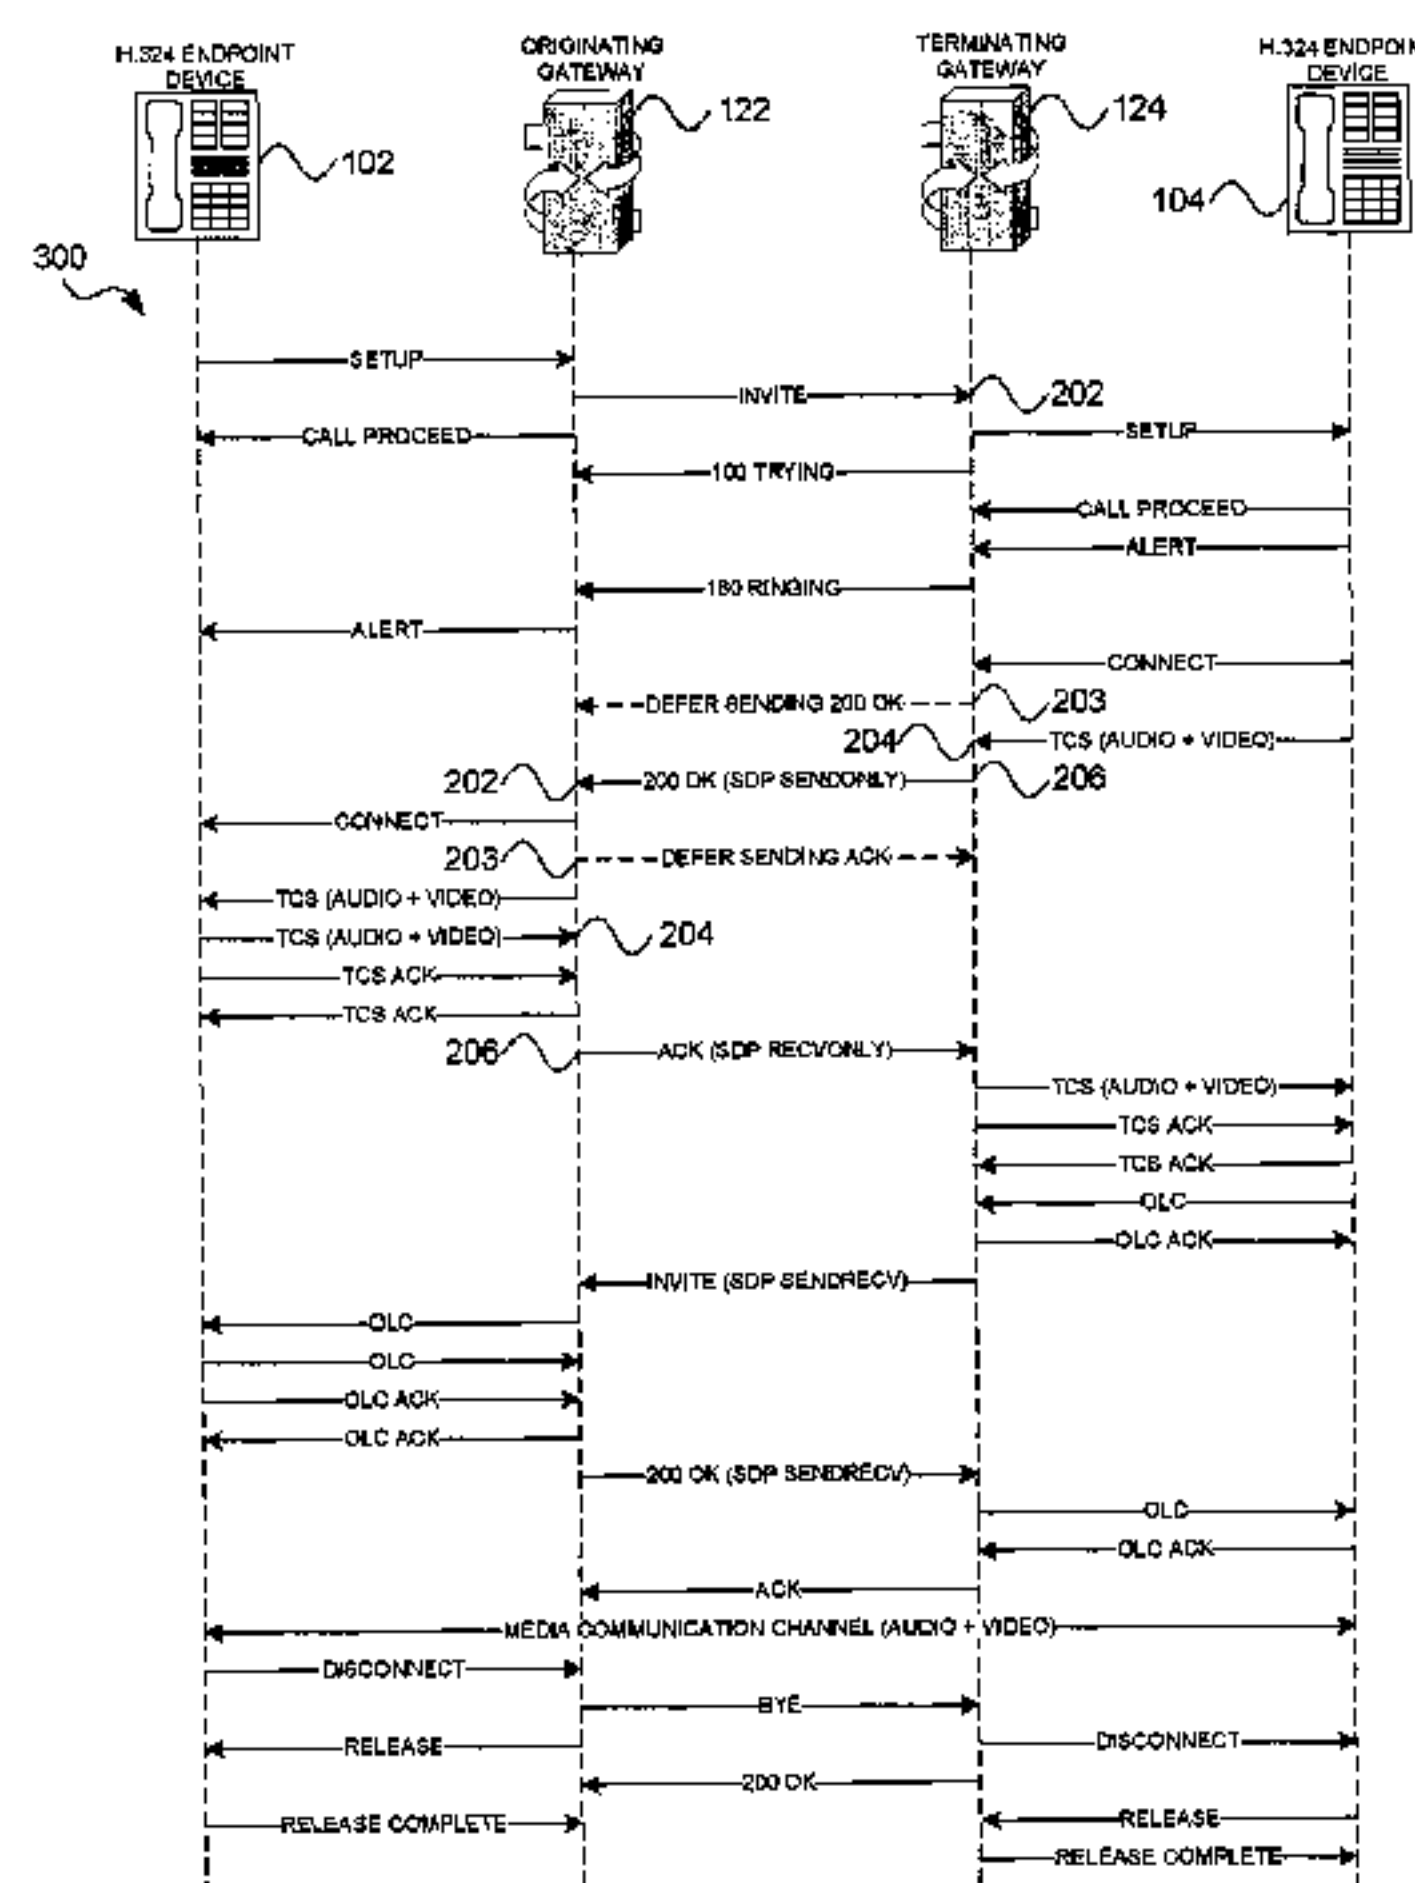 H.324 ENDPOINT
DEVICE
ORIGINATING
GATEWAY
TERMINATING
GATEWAY
H.324 ENDPOIN
DEVICE
122
124
102
104
300
SETUP
INVITE
202
CALL PROCEED
SETUP
100 TRYING
CALL PROCEED
ALERT
180 RINGING
ALERT
CONNECT
DEFER SENDING 200 OK
203
204
TCS (AUDIO + VIDEO)
202
200 OK (SDP SENDONLY)
206
CONNECT
203
DEFER SENDING ACK
TCS (AUDIO + VIDEO)
TCS (AUDIO + VIDEO)
204
TCS ACK
TCS ACK
206
ACK (SDP RECVONLY)
TCS (AUDIO + VIDEO)
TCS ACK
TCS ACK
OLC
OLC ACK
INVITE (SDP SENDRECV)
OLC
OLC
OLC ACK
OLC ACK
200 OK (SDP SENDRECV)
OLC
OLC ACK
ACK
MEDIA COMMUNICATION CHANNEL (AUDIO + VIDEO)
DISCONNECT
BYE
RELEASE
DISCONNECT
200 OK
RELEASE COMPLETE
RELEASE
RELEASE COMPLETE